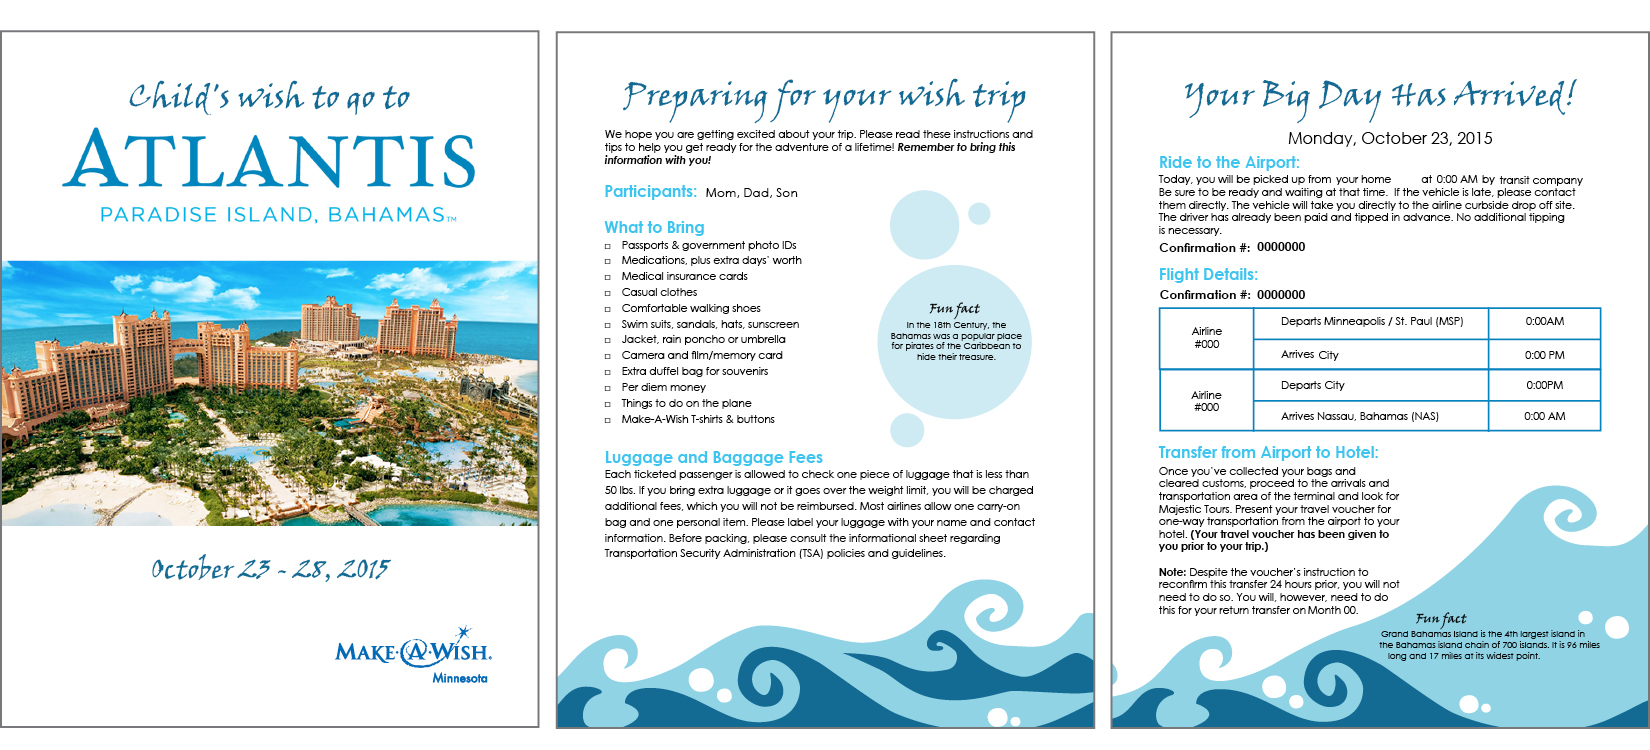 Child's wish to go to
ATLANTIS
PARADISE ISLAND, BAHAMAS™
October 23 - 28, 2015
MAKE·A·WISH®
Minnesota
Preparing for your wish trip
We hope you are getting excited about your trip. Please read these instructions and
tips to help you get ready for the adventure of a lifetime! Remember to bring this
information with you!
Participants: Mom, Dad, Son
What to Bring
□ Passports & government photo IDs
□ Medications, plus extra days' worth
□ Medical insurance cards
□ Casual clothes
□ Comfortable walking shoes
□ Swim suits, sandals, hats, sunscreen
□ Jacket, rain poncho or umbrella
□ Camera and film/memory card
□ Extra duffel bag for souvenirs
□ Per diem money
□ Things to do on the plane
□ Make-A-Wish T-shirts & buttons
Fun fact
In the 18th Century, the
Bahamas was a popular place
for pirates of the Caribbean to
hide their treasure.
Luggage and Baggage Fees
Each ticketed passenger is allowed to check one piece of luggage that is less than
50 lbs. If you bring extra luggage or it goes over the weight limit, you will be charged
additional fees, which you will not be reimbursed. Most airlines allow one carry-on
bag and one personal item. Please label your luggage with your name and contact
information. Before packing, please consult the informational sheet regarding
Transportation Security Administration (TSA) policies and guidelines.
Your Big Day Has Arrived!
Monday, October 23, 2015
Ride to the Airport:
Today, you will be picked up from your home at 0:00 AM by transit company
Be sure to be ready and waiting at that time. If the vehicle is late, please contact
them directly. The vehicle will take you directly to the airline curbside drop off site.
The driver has already been paid and tipped in advance. No additional tipping
is necessary.
Confirmation #: 0000000
Flight Details:
Confirmation #: 0000000
Airline
#000
Departs Minneapolis / St. Paul (MSP) 0:00AM
Arrives City 0:00 PM
Airline
#000
Departs City 0:00PM
Arrives Nassau, Bahamas (NAS) 0:00 AM
Transfer from Airport to Hotel:
Once you've collected your bags and
cleared customs, proceed to the arrivals and
transportation area of the terminal and look for
Majestic Tours. Present your travel voucher for
one-way transportation from the airport to your
hotel. (Your travel voucher has been given to
you prior to your trip.)
Note: Despite the voucher's instruction to
reconfirm this transfer 24 hours prior, you will not
need to do so. You will, however, need to do
this for your return transfer on Month 00.
Fun fact
Grand Bahamas Island is the 4th largest island in
the Bahamas island chain of 700 islands. It is 96 miles
long and 17 miles at its widest point.